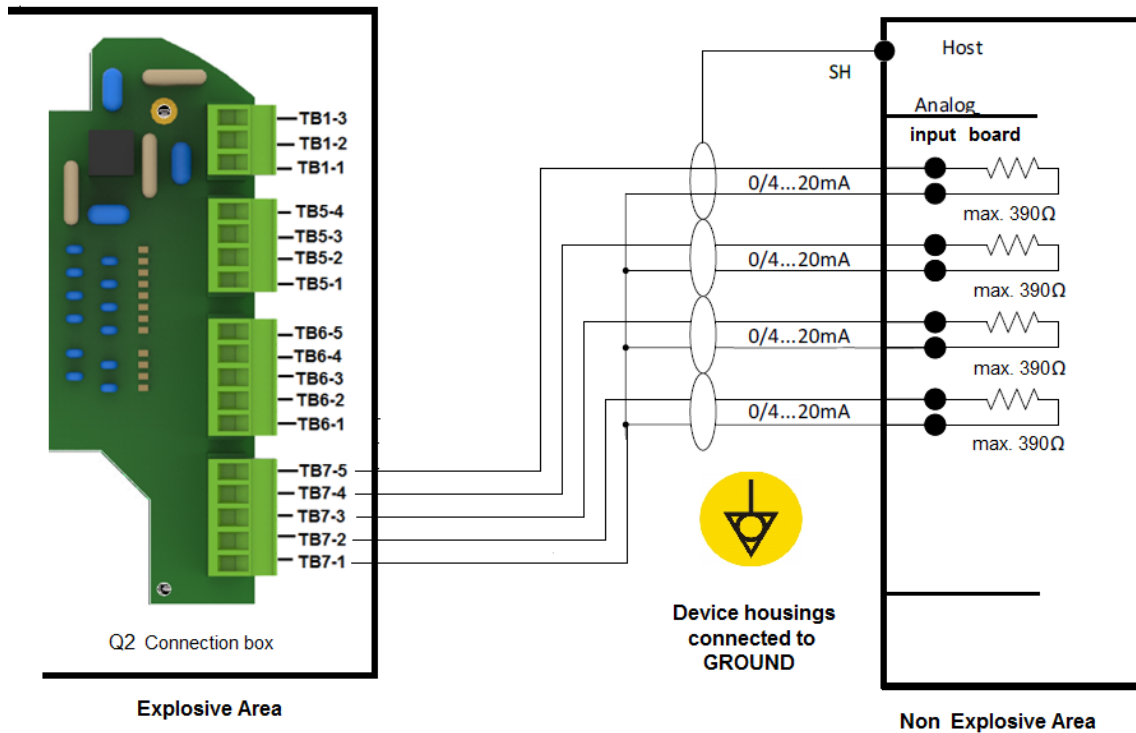 TB1-3
TB1-2
TB1-1
TB5-4
TB5-3
TB5-2
TB5-1
TB6-5
TB6-4
TB6-3
TB6-2
TB6-1
TB7-5
TB7-4
TB7-3
TB7-2
TB7-1
Q2 Connection box
Explosive Area
SH
0/4...20mA
0/4...20mA
0/4...20mA
0/4...20mA
Device housings
connected to
GROUND
Host
Analog
input board
max. 390Ω
max. 390Ω
max. 390Ω
max. 390Ω
Non Explosive Area